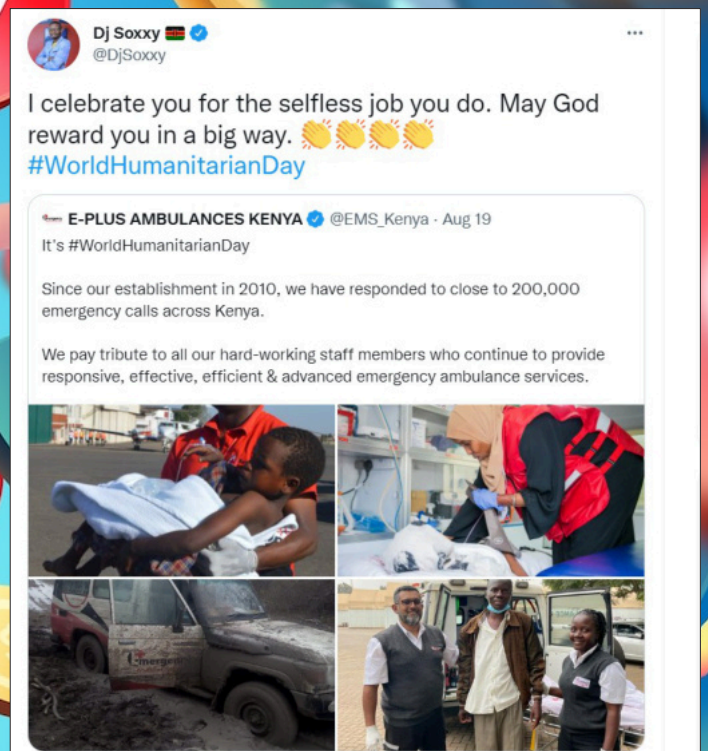 Dj Soxxy 🇰🇪
@DjSoxxy
I celebrate you for the selfless job you do. May God
reward you in a big way. 👏👏👏👏
#WorldHumanitarianDay
E-PLUS AMBULANCES KENYA @EMS_Kenya · Aug 19
It's #WorldHumanitarianDay
Since our establishment in 2010, we have responded to close to 200,000
emergency calls across Kenya.
We pay tribute to all our hard-working staff members who continue to provide
responsive, effective, efficient & advanced emergency ambulance services.